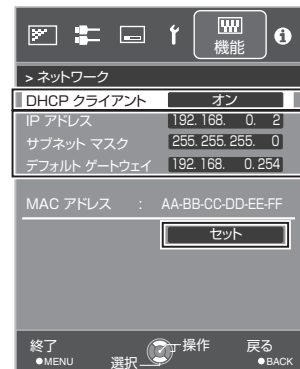 機能
> ネットワーク
DHCP クライアント オン
IP アドレス 192. 168. 0. 2
サブネット マスク 255. 255. 255. 0
デフォルト ゲートウェイ 192. 168. 0. 254
MAC アドレス : AA-BB-CC-DD-EE-FF
セット
終了 操作 戻る
●MENU 選択 ●BACK